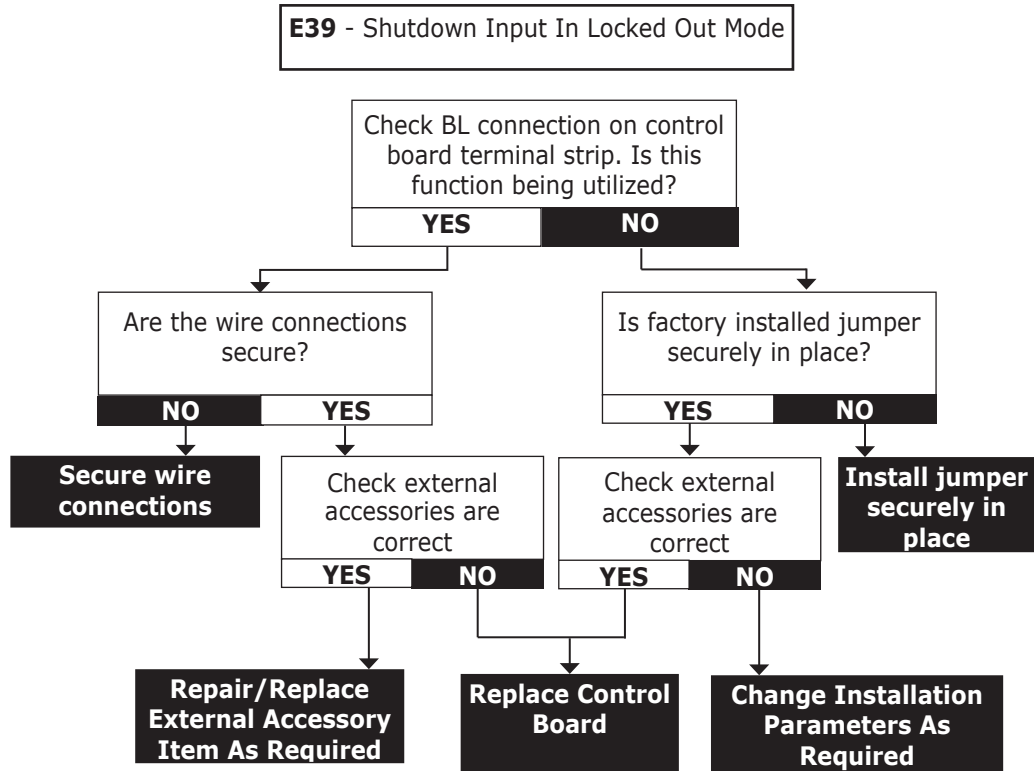 E39 - Shutdown Input In Locked Out Mode
Check BL connection on control
board terminal strip. Is this
function being utilized?
YES
NO
Are the wire connections
secure?
NO
YES
Is factory installed jumper
securely in place?
YES
NO
Secure wire
connections
Check external
accessories are
correct
YES
NO
Check external
accessories are
correct
YES
NO
Install jumper
securely in
place
Repair/Replace
External Accessory
Item As Required
Replace Control
Board
Change Installation
Parameters As
Required